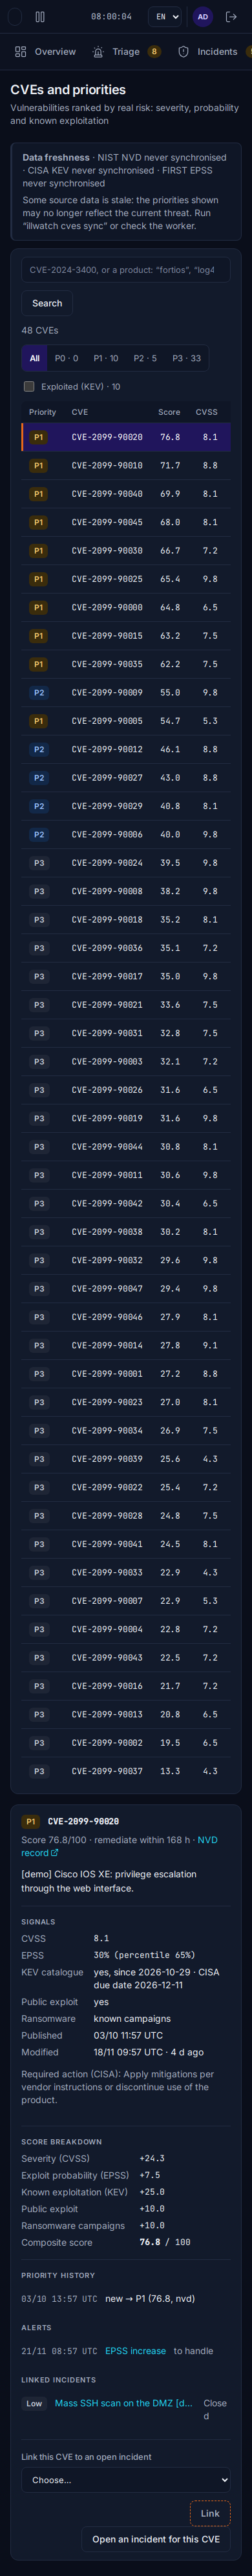 08:00:04 EN AD
Overview Triage 8 Incidents
CVEs and priorities
Vulnerabilities ranked by real risk: severity, probability
and known exploitation
Data freshness · NIST NVD never synchronised
· CISA KEV never synchronised · FIRST EPSS
never synchronised
Some source data is stale: the priorities shown
may no longer reflect the current threat. Run
“illwatch cves sync” or check the worker.
CVE-2024-3400, or a product: “fortios”, “log4
Search
48 CVEs
All P0 · 0 P1 · 10 P2 · 5 P3 · 33
Exploited (KEV) · 10
Priority CVE Score CVSS
P1 CVE-2099-90020 76.8 8.1
P1 CVE-2099-90010 71.7 8.8
P1 CVE-2099-90040 69.9 8.1
P1 CVE-2099-90045 68.0 8.1
P1 CVE-2099-90030 66.7 7.2
P1 CVE-2099-90025 65.4 9.8
P1 CVE-2099-90000 64.8 6.5
P1 CVE-2099-90015 63.2 7.5
P1 CVE-2099-90035 62.2 7.5
P2 CVE-2099-90009 55.0 9.8
P1 CVE-2099-90005 54.7 5.3
P2 CVE-2099-90012 46.1 8.8
P2 CVE-2099-90027 43.0 8.8
P2 CVE-2099-90029 40.8 8.1
P2 CVE-2099-90006 40.0 9.8
P3 CVE-2099-90024 39.5 9.8
P3 CVE-2099-90008 38.2 9.8
P3 CVE-2099-90018 35.2 8.1
P3 CVE-2099-90036 35.1 7.2
P3 CVE-2099-90017 35.0 9.8
P3 CVE-2099-90021 33.6 7.5
P3 CVE-2099-90031 32.8 7.5
P3 CVE-2099-90003 32.1 7.2
P3 CVE-2099-90026 31.6 6.5
P3 CVE-2099-90019 31.6 9.8
P3 CVE-2099-90044 30.8 8.1
P3 CVE-2099-90011 30.6 9.8
P3 CVE-2099-90042 30.4 6.5
P3 CVE-2099-90038 30.2 8.1
P3 CVE-2099-90032 29.6 9.8
P3 CVE-2099-90047 29.4 9.8
P3 CVE-2099-90046 27.9 8.1
P3 CVE-2099-90014 27.8 9.1
P3 CVE-2099-90001 27.2 8.8
P3 CVE-2099-90023 27.0 8.1
P3 CVE-2099-90034 26.9 7.5
P3 CVE-2099-90039 25.6 4.3
P3 CVE-2099-90022 25.4 7.2
P3 CVE-2099-90028 24.8 7.5
P3 CVE-2099-90041 24.5 8.1
P3 CVE-2099-90033 22.9 4.3
P3 CVE-2099-90007 22.9 5.3
P3 CVE-2099-90004 22.8 7.2
P3 CVE-2099-90043 22.5 7.2
P3 CVE-2099-90016 21.7 7.2
P3 CVE-2099-90013 20.8 6.5
P3 CVE-2099-90002 19.5 6.5
P3 CVE-2099-90037 13.3 4.3
P1 CVE-2099-90020
Score 76.8/100 · remediate within 168 h · NVD
record
[demo] Cisco IOS XE: privilege escalation
through the web interface.
SIGNALS
CVSS 8.1
EPSS 30% (percentile 65%)
KEV catalogue yes, since 2026-10-29 · CISA
due date 2026-12-11
Public exploit yes
Ransomware known campaigns
Published 03/10 11:57 UTC
Modified 18/11 09:57 UTC · 4 d ago
Required action (CISA): Apply mitigations per
vendor instructions or discontinue use of the
product.
SCORE BREAKDOWN
Severity (CVSS) +24.3
Exploit probability (EPSS) +7.5
Known exploitation (KEV) +25.0
Public exploit +10.0
Ransomware campaigns +10.0
Composite score 76.8 / 100
PRIORITY HISTORY
03/10 13:57 UTC new → P1 (76.8, nvd)
ALERTS
21/11 08:57 UTC EPSS increase to handle
LINKED INCIDENTS
Low Mass SSH scan on the DMZ [d... Close
d
Link this CVE to an open incident
Choose...
Link
Open an incident for this CVE